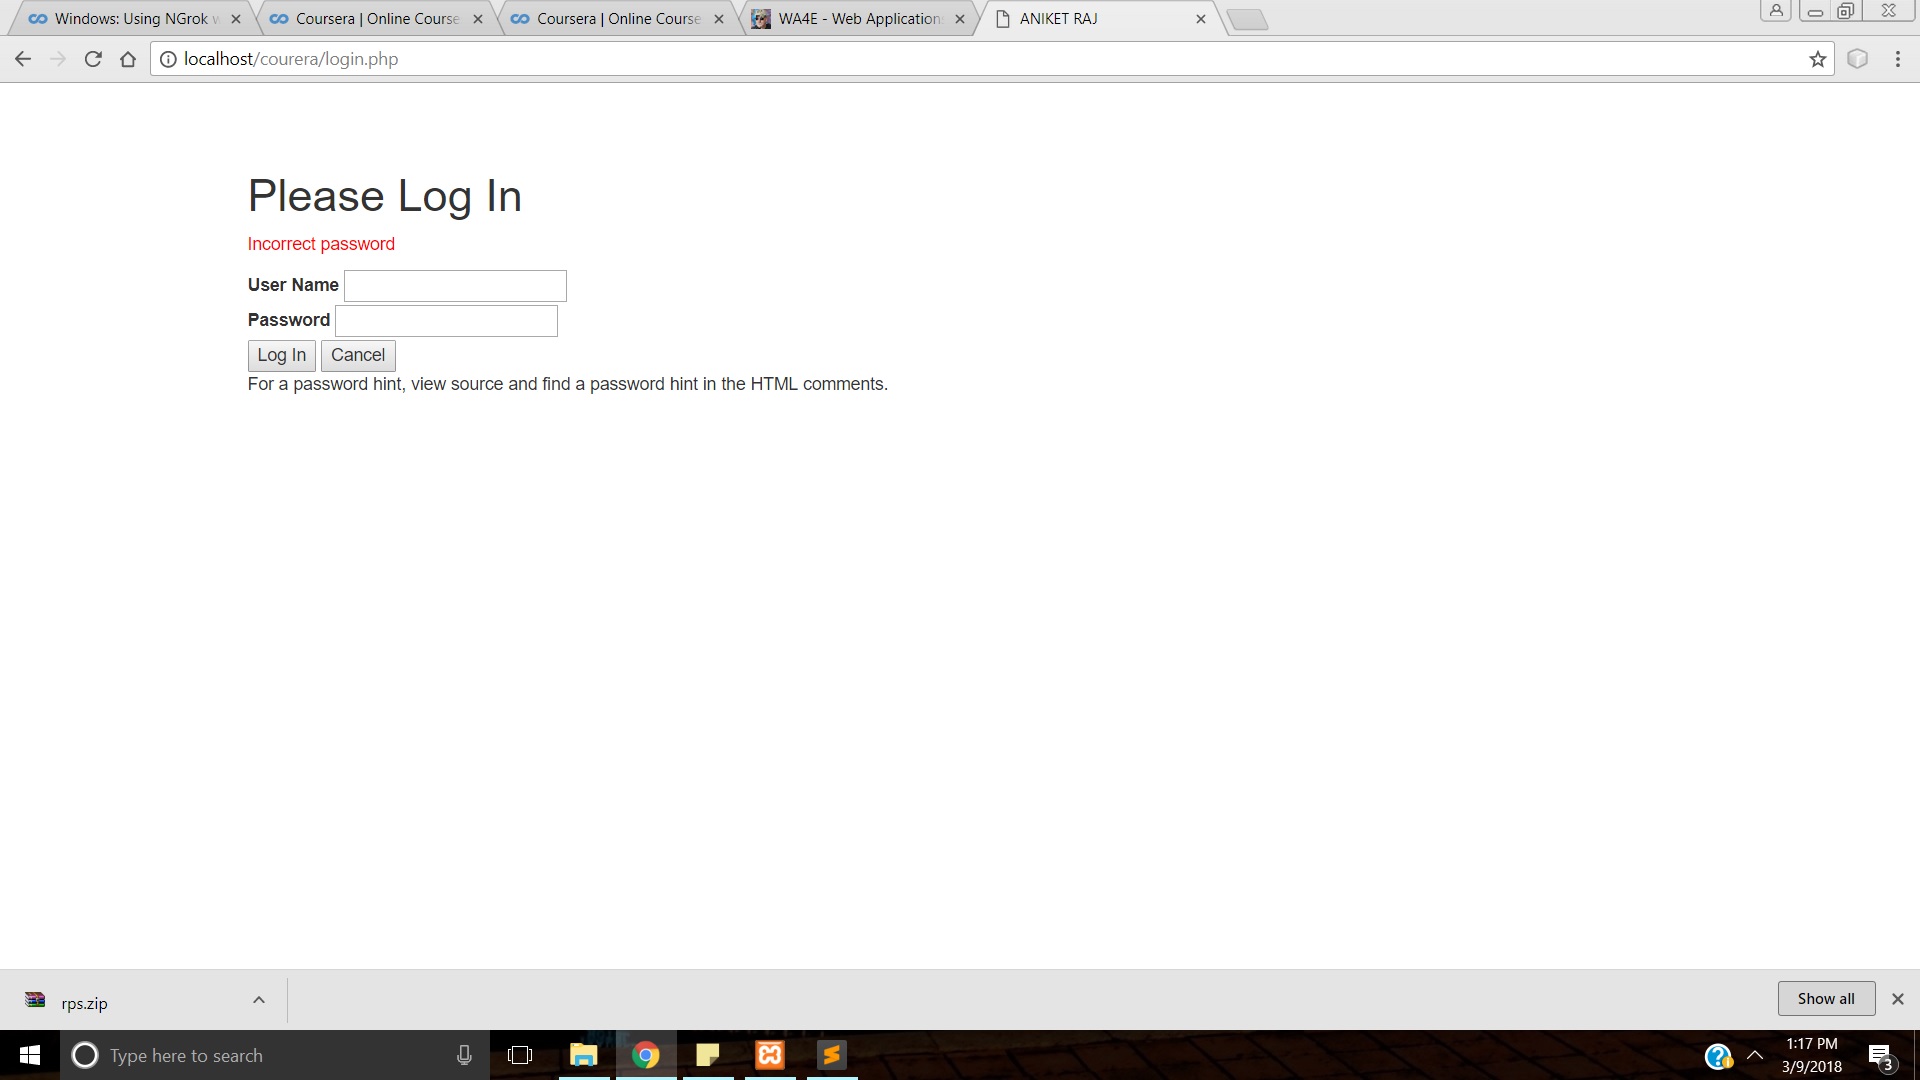 Windows: Using NGrok w
Coursera | Online Course
Coursera | Online Course
WA4E - Web Application
ANIKET RAJ
localhost/courera/login.php
Please Log In
Incorrect password
User Name
Password
Log In Cancel
For a password hint, view source and find a password hint in the HTML comments.
rps.zip
Show all
Type here to search
1:17 PM
3/9/2018
3